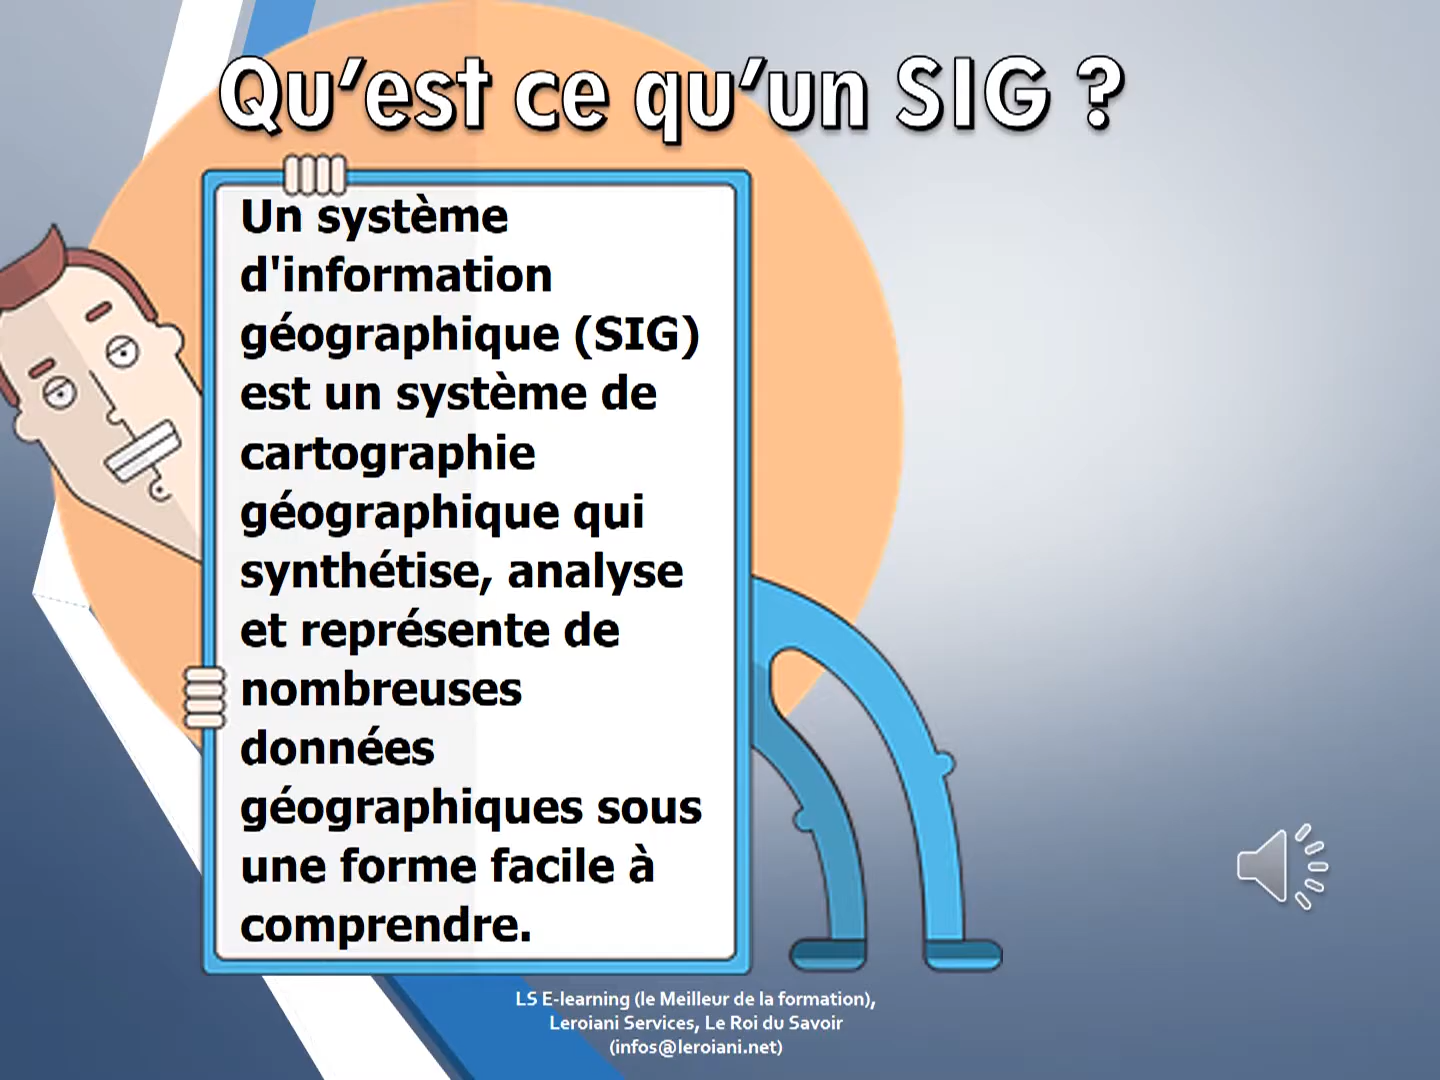 Qu’est ce qu’un SIG ?
Un système
d'information
géographique (SIG)
est un système de
cartographie
géographique qui
synthétise, analyse
et représente de
nombreuses
données
géographiques sous
une forme facile à
comprendre.
LS E-learning (le Meilleur de la formation),
Leroiani Services, Le Roi du Savoir
(infos@leroiani.net)